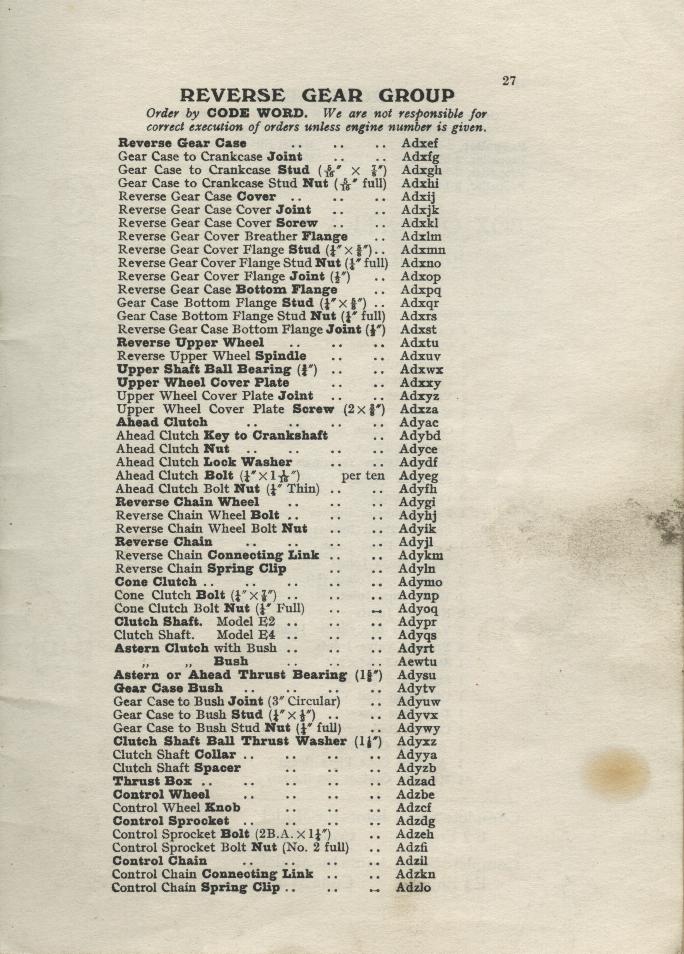 27
REVERSE GEAR GROUP
Order by CODE WORD. We are not responsible for
correct execution of orders unless engine number is given.
Reverse Gear Case .. .. .. Adxef
Gear Case to Crankcase Joint .. .. Adxfg
Gear Case to Crankcase Stud (5/16″ × 7/8″) Adxgh
Gear Case to Crankcase Stud Nut (5/16″ full) Adxhi
Reverse Gear Case Cover .. .. .. Adxij
Reverse Gear Case Cover Joint .. .. Adxjk
Reverse Gear Case Cover Screw .. .. Adxkl
Reverse Gear Cover Breather Flange .. Adxlm
Reverse Gear Cover Flange Stud (1/4″×5/8″) .. Adxmn
Reverse Gear Cover Flange Stud Nut (1/4″ full) Adxno
Reverse Gear Cover Flange Joint (½″) .. Adxop
Reverse Gear Case Bottom Flange .. Adxpq
Gear Case Bottom Flange Stud (1/4″×5/8″) .. Adxqr
Gear Case Bottom Flange Stud Nut (1/4″ full) Adxrs
Reverse Gear Case Bottom Flange Joint (½″) Adxst
Reverse Upper Wheel .. .. .. Adxtu
Reverse Upper Wheel Spindle .. .. Adxuv
Upper Shaft Ball Bearing (¾″) .. .. Adxwx
Upper Wheel Cover Plate .. .. Adxxy
Upper Wheel Cover Plate Joint .. .. Adxyz
Upper Wheel Cover Plate Screw (2×3/8″) Adxza
Ahead Clutch .. .. .. .. Adyac
Ahead Clutch Key to Crankshaft .. Adybd
Ahead Clutch Nut .. .. .. .. Adyce
Ahead Clutch Lock Washer .. .. Adydf
Ahead Clutch Bolt (1/4″×1 1/16″) per ten Adyeg
Ahead Clutch Bolt Nut (1/4″ Thin) .. .. Adyfh
Reverse Chain Wheel .. .. .. Adygi
Reverse Chain Wheel Bolt .. .. .. Adyhj
Reverse Chain Wheel Bolt Nut .. .. Adyik
Reverse Chain .. .. .. .. Adyjl
Reverse Chain Connecting Link .. .. Adykm
Reverse Chain Spring Clip .. .. Adyln
Cone Clutch .. .. .. .. .. Adymo
Cone Clutch Bolt (1/4″×7/8″) .. .. .. Adynp
Cone Clutch Bolt Nut (1/4″ Full) .. .. Adyoq
Clutch Shaft. Model E2 .. .. .. Adypr
Clutch Shaft. Model E4 .. .. .. Adyqs
Astern Clutch with Bush .. .. .. Adyrt
„ „ Bush .. .. .. Aewtu
Astern or Ahead Thrust Bearing (1⅝″) Adysu
Gear Case Bush .. .. .. .. Adytv
Gear Case to Bush Joint (3″ Circular) .. Adyuw
Gear Case to Bush Stud (1/4″×½″) .. .. Adyvx
Gear Case to Bush Stud Nut (1/4″ full) .. Adywy
Clutch Shaft Ball Thrust Washer (1⅛″) Adyxz
Clutch Shaft Collar .. .. .. .. Adyya
Clutch Shaft Spacer .. .. .. Adyzb
Thrust Box .. .. .. .. .. Adzad
Control Wheel .. .. .. .. Adzbe
Control Wheel Knob .. .. .. Adzcf
Control Sprocket .. .. .. .. Adzdg
Control Sprocket Bolt (2B.A.×1¼″) .. Adzeh
Control Sprocket Bolt Nut (No. 2 full) .. Adzfi
Control Chain .. .. .. .. Adzil
Control Chain Connecting Link .. .. Adzkn
Control Chain Spring Clip .. .. .. Adzlo